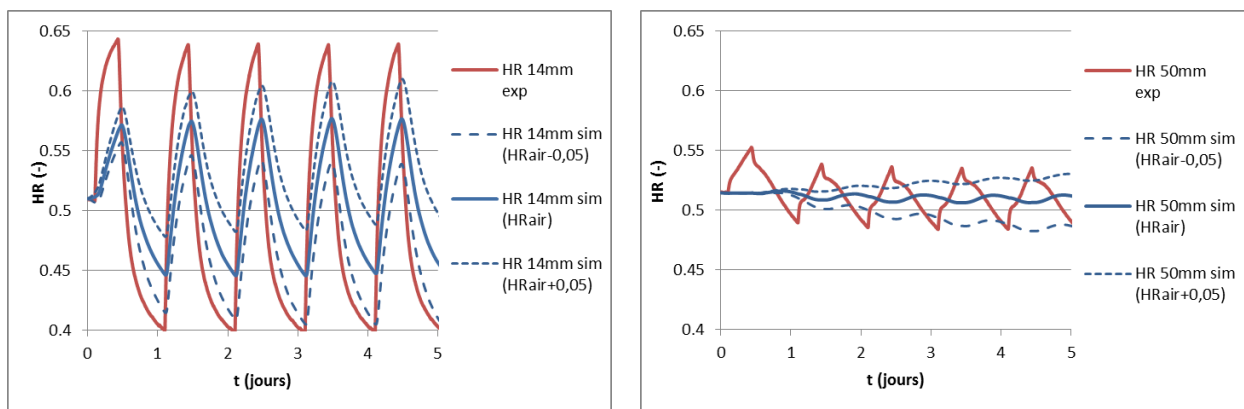 0.65
0.6
0.55
0.5
0.45
0.4
HR (-)
0 1 2 3 4 5
t (jours)
HR 14mm
exp
HR 14mm sim
(HRair-0,05)
HR 14mm sim
(HRair)
HR 14mm sim
(HRair+0,05)
0.65
0.6
0.55
0.5
0.45
0.4
HR (-)
0 1 2 3 4 5
t (jours)
HR 50mm
exp
HR 50mm sim
(HRair-0,05)
HR 50mm sim
(HRair)
HR 50mm sim
(HRair+0,05)